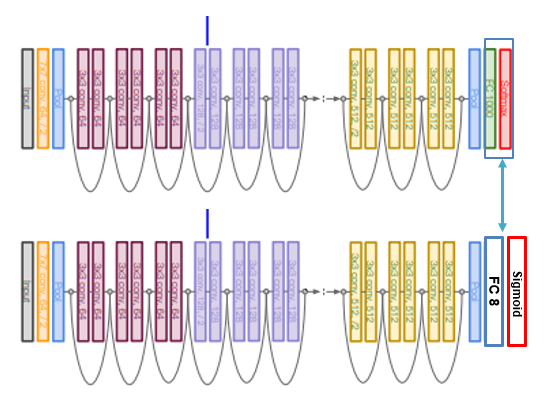 Input
7x7 conv, 64, /2
Pool
3x3 conv, 64
3x3 conv, 64
3x3 conv, 64
3x3 conv, 64
3x3 conv, 64
3x3 conv, 64
3x3 conv, 128, /2
3x3 conv, 128
3x3 conv, 128
3x3 conv, 128
3x3 conv, 128
3x3 conv, 128
3x3 conv, 512, /2
3x3 conv, 512
3x3 conv, 512
3x3 conv, 512
3x3 conv, 512
3x3 conv, 512
Pool
FC 1000
Softmax
Input
7x7 conv, 64, /2
Pool
3x3 conv, 64
3x3 conv, 64
3x3 conv, 64
3x3 conv, 64
3x3 conv, 64
3x3 conv, 64
3x3 conv, 128, /2
3x3 conv, 128
3x3 conv, 128
3x3 conv, 128
3x3 conv, 128
3x3 conv, 128
3x3 conv, 512, /2
3x3 conv, 512
3x3 conv, 512
3x3 conv, 512
3x3 conv, 512
3x3 conv, 512
Pool
FC 8
Sigmoid